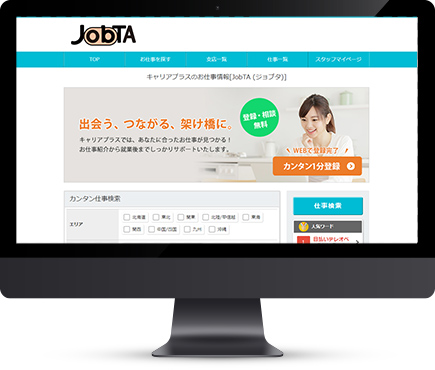 JobTA
TOP お仕事を探す 支店一覧 仕事一覧 スタッフマイページ
キャリアプラスのお仕事情報[JobTA (ジョブタ)]
出会う、つながる、架け橋に。
キャリアプラスでは、あなたに合ったお仕事が見つかる!
お仕事紹介から就業後までしっかりサポートいたします。
登録・相談
無料
WEBで登録完了
カンタン1分登録
カンタン仕事検索
エリア
北海道 東北 関東 北陸/甲信越 東海
関西 中国/四国 九州 沖縄
仕事検索
人気ワード
1